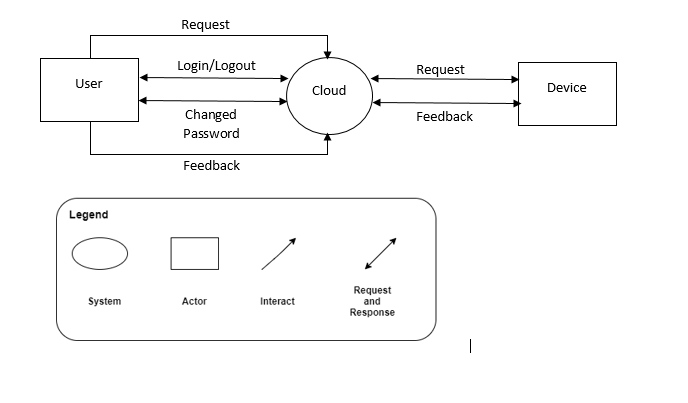 Request
Login/Logout
User
Cloud
Request
Device
Changed
Password
Feedback
Feedback
Legend
System
Actor
Interact
Request
and
Response